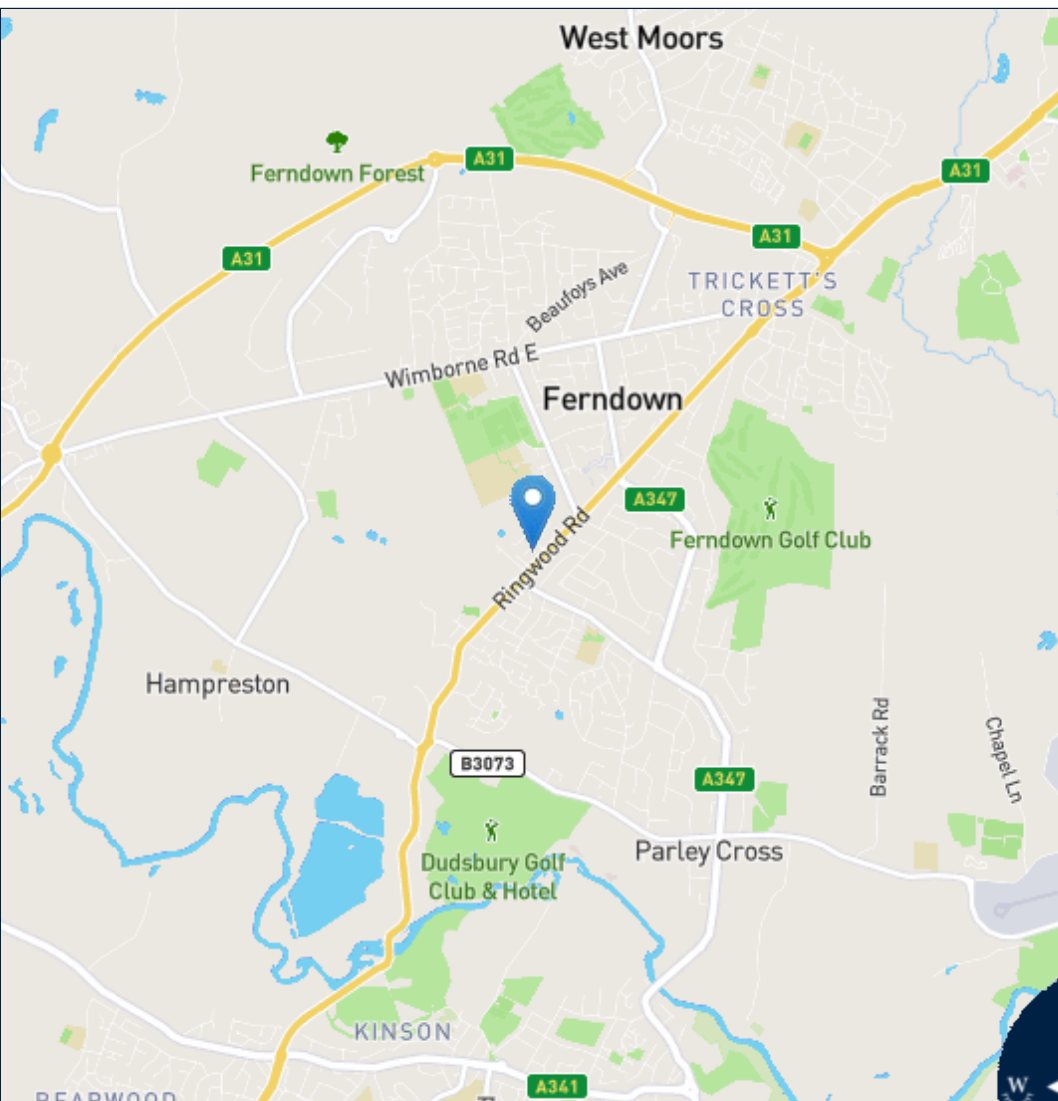 West Moors
A31
Ferndown Forest
A31
A31
A31
TRICKETT'S
CROSS
Beaufoys Ave
Wimborne Rd E
Ferndown
A347
Ferndown Golf Club
Ringwood Rd
Hampreston
B3073
A347
Barrack Rd
Chapel Ln
Dudsbury Golf
Club & Hotel
Parley Cross
KINSON
A341
BEARWOOD
W